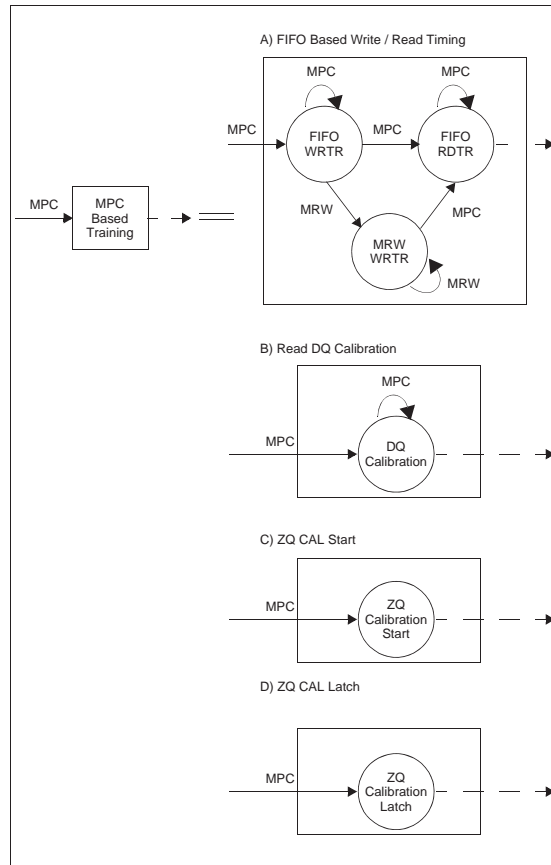 A) FIFO Based Write / Read Timing
MPC
MPC
MPC
FIFO
WRTR
MPC
FIFO
RDTR
MPC
MPC
Based
Training
MRW
MPC
MRW
WRTR
MRW
B) Read DQ Calibration
MPC
MPC
DQ
Calibration
C) ZQ CAL Start
MPC
ZQ
Calibration
Start
D) ZQ CAL Latch
MPC
ZQ
Calibration
Latch